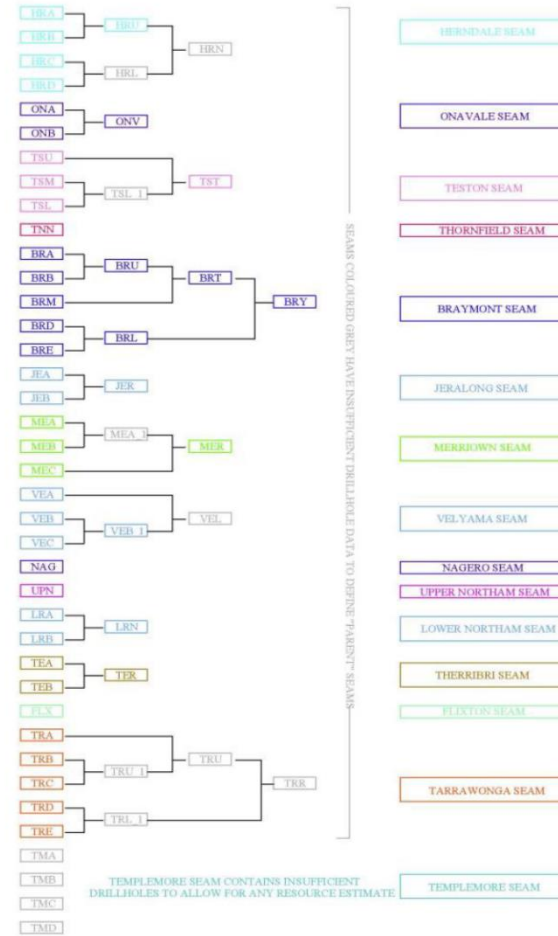 HRA
HRU
HRB
HRN
HERNDALE SEAM
HRC
HRL
HRD
ONA
ONV
ONB
ONAVALE SEAM
TSU
TSM
TSL_1
TSL
TST
TESTON SEAM
TNN
THORNFIELD SEAM
BRA
BRU
BRB
BRT
BRM
BRY
BRD
BRL
BRE
BRAYMONT SEAM
JEA
JER
JEB
JERALONG SEAM
MEA
MEA_1
MEB
MER
MEC
MERRIOWN SEAM
VEA
VEB
VEB_1
VEC
VEL
VELYAMA SEAM
NAG
NAGERO SEAM
UPN
UPPER NORTHAM SEAM
LRA
LRN
LRB
LOWER NORTHAM SEAM
TEA
TER
TEB
THERRIBRI SEAM
FLX
FLIXTON SEAM
TRA
TRB
TRU_1
TRC
TRU
TRD
TRL_1
TRE
TRR
TARRAWONGA SEAM
TMA
TMB
TMC
TMD
TEMPLEMORE SEAM CONTAINS INSUFFICIENT
DRILLHOLES TO ALLOW FOR ANY RESOURCE ESTIMATE
TEMPLEMORE SEAM
SEAMS COLOURED GREY HAVE INSUFFICIENT DRILLHOLE DATA TO DEFINE "PARENT" SEAMS